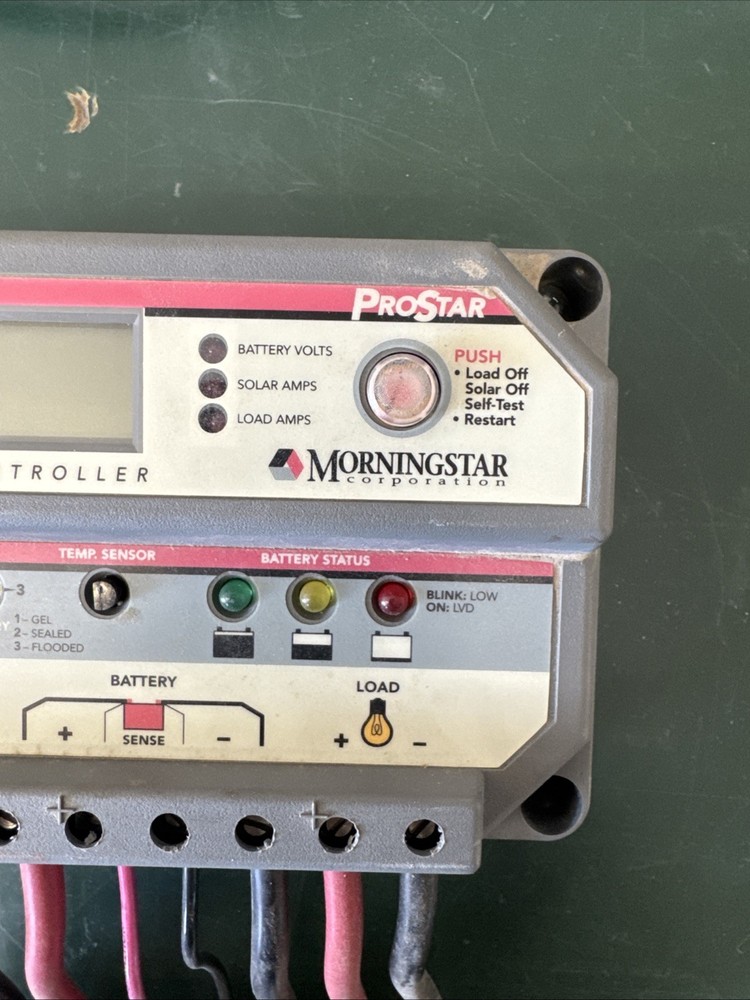 PROSTAR
BATTERY VOLTS
SOLAR AMPS
LOAD AMPS
PUSH
• Load Off
Solar Off
Self-Test
• Restart
MORNINGSTAR
corporation
TROLLER
TEMP. SENSOR
BATTERY STATUS
3
1– GEL
2– SEALED
3– FLOODED
BLINK: LOW
ON: LVD
BATTERY
+ SENSE –
LOAD
+ –
+ +